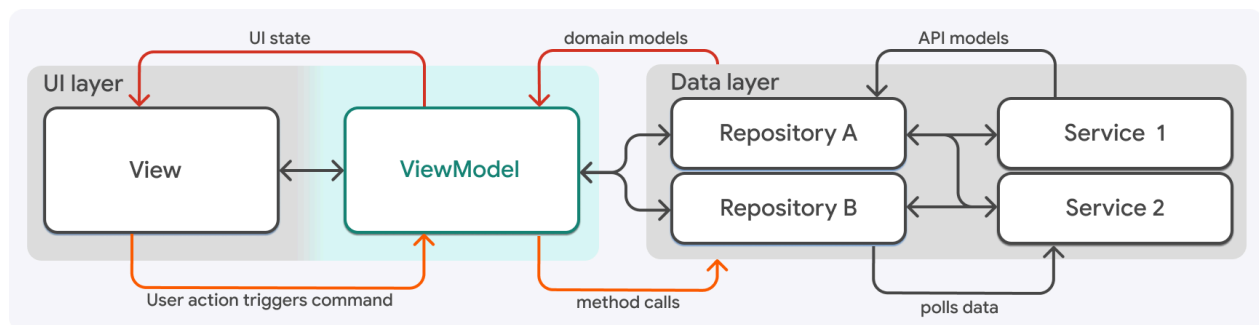 UI state
domain models
API models
UI layer
Data layer
View
ViewModel
Repository A
Service 1
Repository B
Service 2
User action triggers command
method calls
polls data